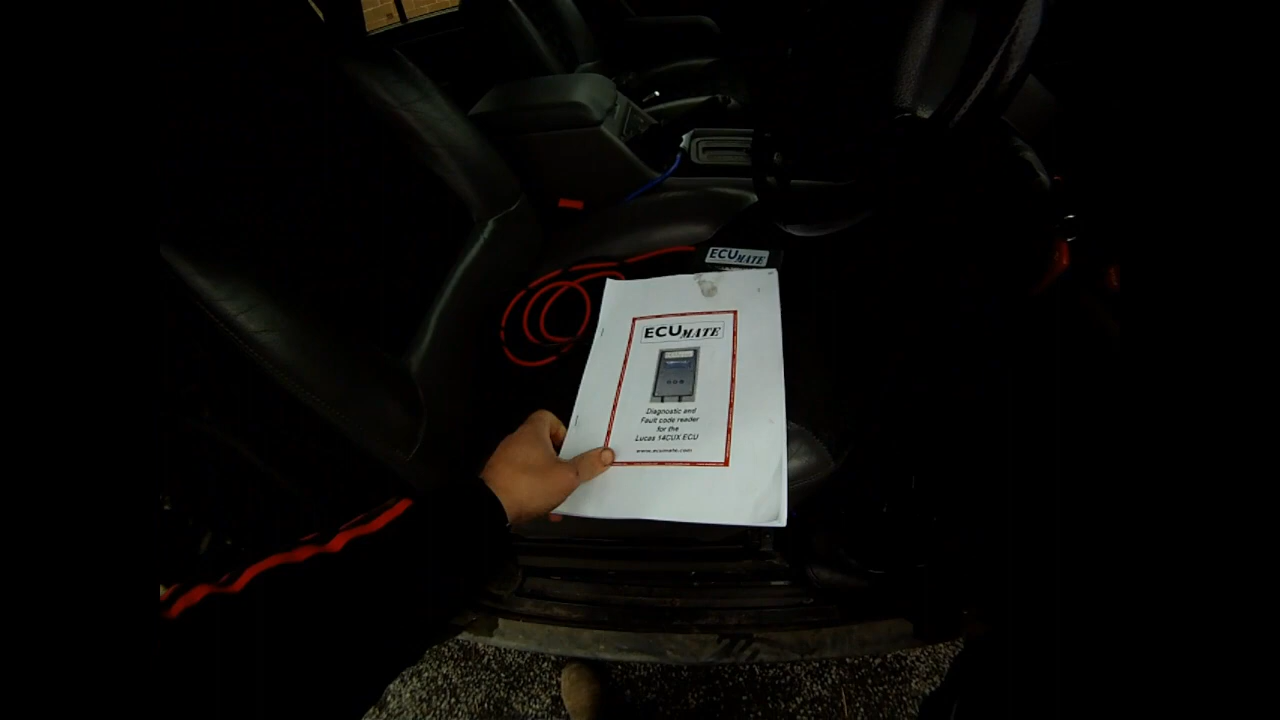 ECUMATE
ECUMATE
Diagnostic and
Fault code reader
for the
Lucas 14CUX ECU
www.ecumate.com